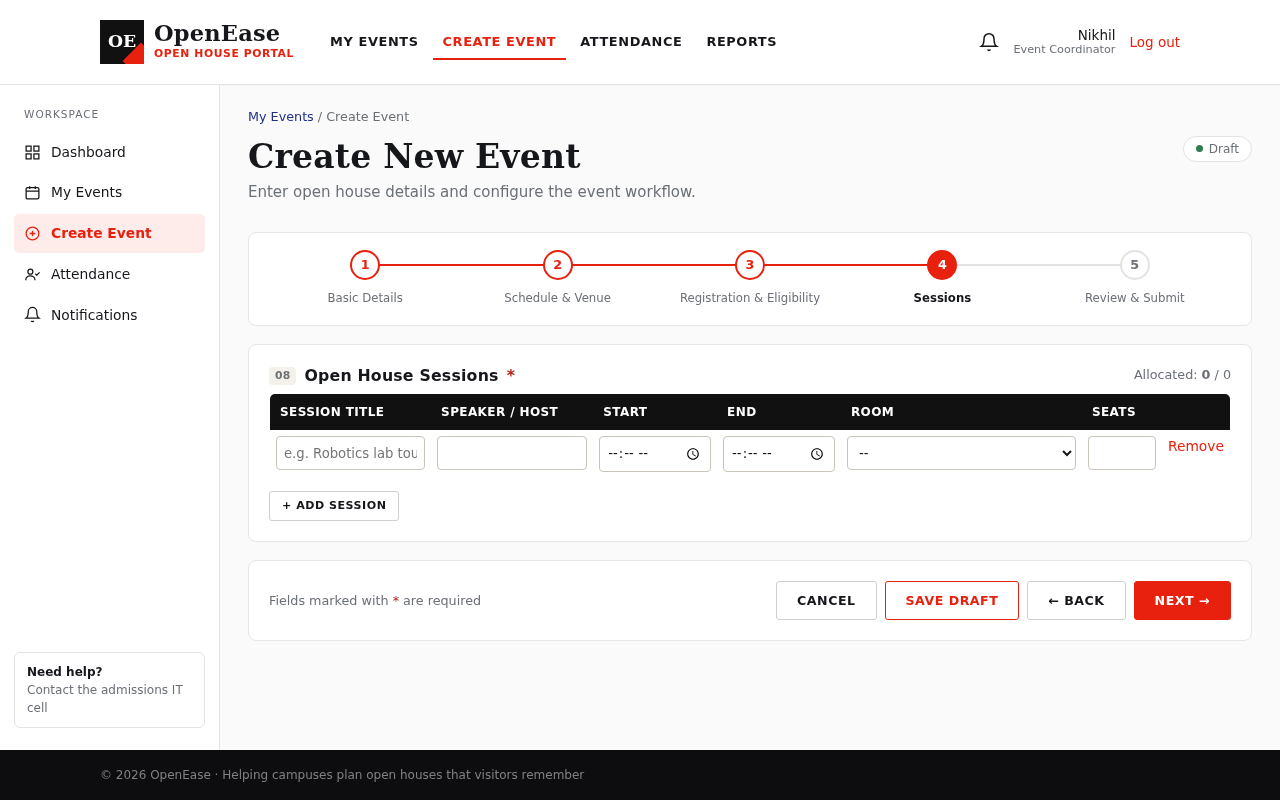 OE
OpenEase
OPEN HOUSE PORTAL
MY EVENTS
CREATE EVENT
ATTENDANCE
REPORTS
Nikhil
Event Coordinator
Log out
WORKSPACE
Dashboard
My Events
Create Event
Attendance
Notifications
Need help?
Contact the admissions IT
cell
My Events / Create Event
Create New Event
Enter open house details and configure the event workflow.
Draft
1
Basic Details
2
Schedule & Venue
3
Registration & Eligibility
4
Sessions
5
Review & Submit
08 Open House Sessions *
Allocated: 0 / 0
SESSION TITLE SPEAKER / HOST START END ROOM SEATS
e.g. Robotics lab tou --:-- -- --:-- -- -- Remove
+ ADD SESSION
Fields marked with * are required
CANCEL
SAVE DRAFT
← BACK
NEXT →
© 2026 OpenEase · Helping campuses plan open houses that visitors remember